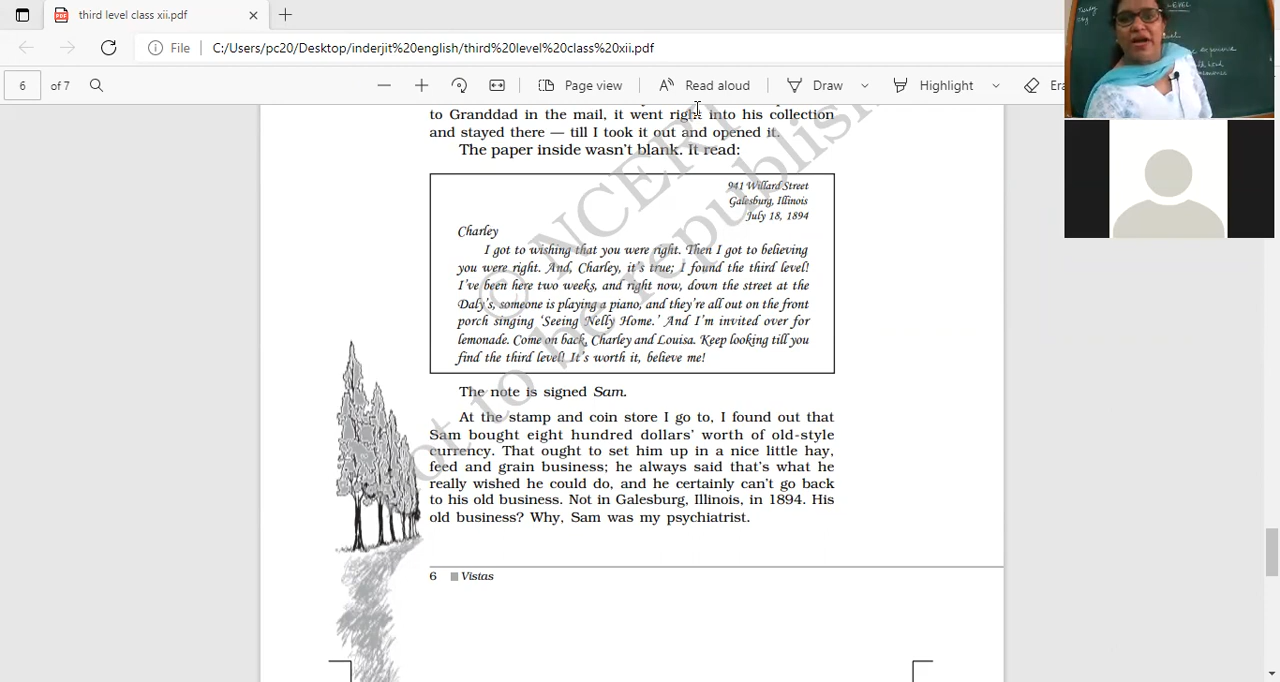 third level class xii.pdf
File C:/Users/pc20/Desktop/inderjit%20english/third%20level%20class%20xii.pdf
6 of 7 Page view Read aloud Draw Highlight Era
to Granddad in the mail, it went right into his collection
and stayed there — till I took it out and opened it.
The paper inside wasn't blank. It read:
941 Willard Street
Galesburg, Illinois
July 18, 1894
Charley
I got to wishing that you were right. Then I got to believing
you were right. And, Charley, it's true; I found the third level!
I've been here two weeks, and right now, down the street at the
Daly's, someone is playing a piano, and they're all out on the front
porch singing 'Seeing Nelly Home.' And I'm invited over for
lemonade. Come on back, Charley and Louisa. Keep looking till you
find the third level! It's worth it, believe me!
The note is signed Sam.
At the stamp and coin store I go to, I found out that
Sam bought eight hundred dollars' worth of old-style
currency. That ought to set him up in a nice little hay,
feed and grain business; he always said that's what he
really wished he could do, and he certainly can't go back
to his old business. Not in Galesburg, Illinois, in 1894. His
old business? Why, Sam was my psychiatrist.
6 Vistas
© NCERT
not to be republish
LEVEL
experience